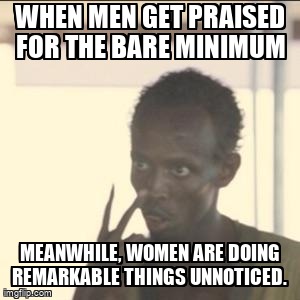 WHEN MEN GET PRAISED
FOR THE BARE MINIMUM
MEANWHILE, WOMEN ARE DOING
REMARKABLE THINGS UNNOTICED.
imgflip.com